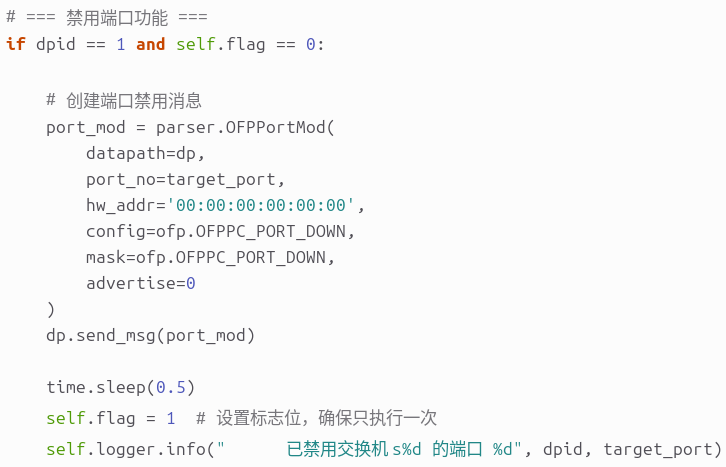 # === 禁用端口功能 ===
if dpid == 1 and self.flag == 0:
# 创建端口禁用消息
port_mod = parser.OFPPortMod(
datapath=dp,
port_no=target_port,
hw_addr='00:00:00:00:00:00',
config=ofp.OFPPC_PORT_DOWN,
mask=ofp.OFPPC_PORT_DOWN,
advertise=0
)
dp.send_msg(port_mod)
time.sleep(0.5)
self.flag = 1  # 设置标志位，确保只执行一次
self.logger.info("      已禁用交换机 s%d 的端口 %d", dpid, target_port)